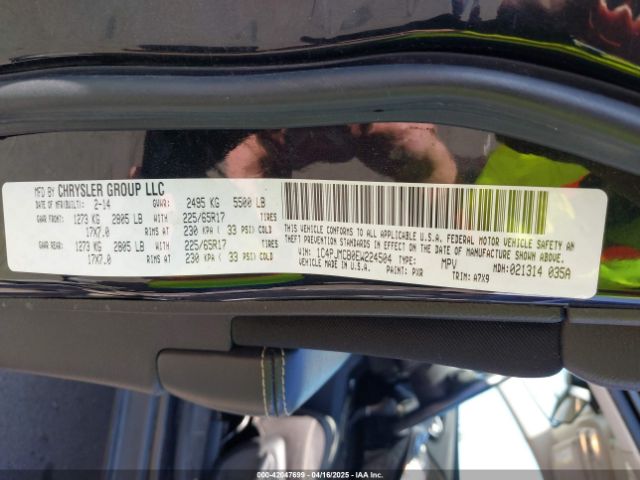 MFD BY CHRYSLER GROUP LLC
DATE OF MFR(BUILT): 2-14 GVWR: 2495 KG 5500 LB
GAWR FRONT: 1273 KG 2805 LB WITH 225/65R17 TIRES
17X7.0 RIMS AT 230 KPA ( 33 PSI) COLD
GAWR REAR: 1273 KG 2805 LB WITH 225/65R17 TIRES
17X7.0 RIMS AT 230 KPA ( 33 PSI) COLD
THIS VEHICLE CONFORMS TO ALL APPLICABLE U.S.A. FEDERAL MOTOR VEHICLE SAFETY AND
THEFT PREVENTION STANDARDS IN EFFECT ON THE DATE OF MANUFACTURE SHOWN ABOVE.
VIN: 1C4PJMCB0EW224504 TYPE: MPV MDH: 021314 035A
VEHICLE MADE IN U.S.A. PAINT: PXR TRIM: A7X9
000-42047699 - 04/16/2025 - IAA (044)